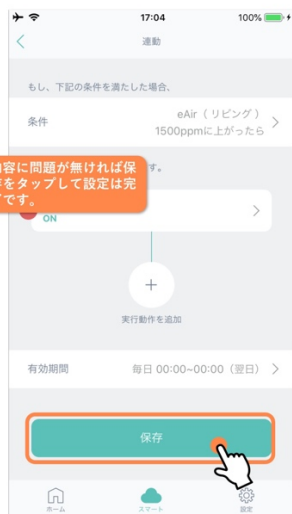 17:04
100%
連動
もし、下記の条件を満たした場合、
条件
eAir（リビング）
1500ppmに上がったら
す。
容に問題が無ければ保
をタップして設定は完
です。
ON
実行動作を追加
有効期間
毎日 00:00~00:00（翌日）
保存
ホーム
スマート
設定